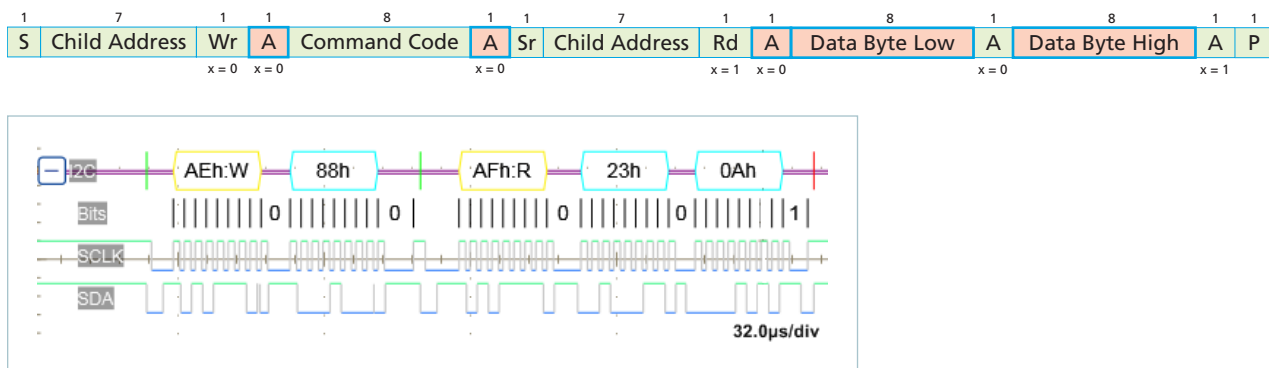 1 7 1 1 8 1 1 7 1 1 8 1 8 1 1
S Child Address Wr A Command Code A Sr Child Address Rd A Data Byte Low A Data Byte High A P
x = 0 x = 0 x = 0 x = 1 x = 0 x = 0 x = 1
I2C AEh:W 88h AFh:R 23h 0Ah
Bits 0 0 0 0 1
SCLK
SDA
32.0µs/div